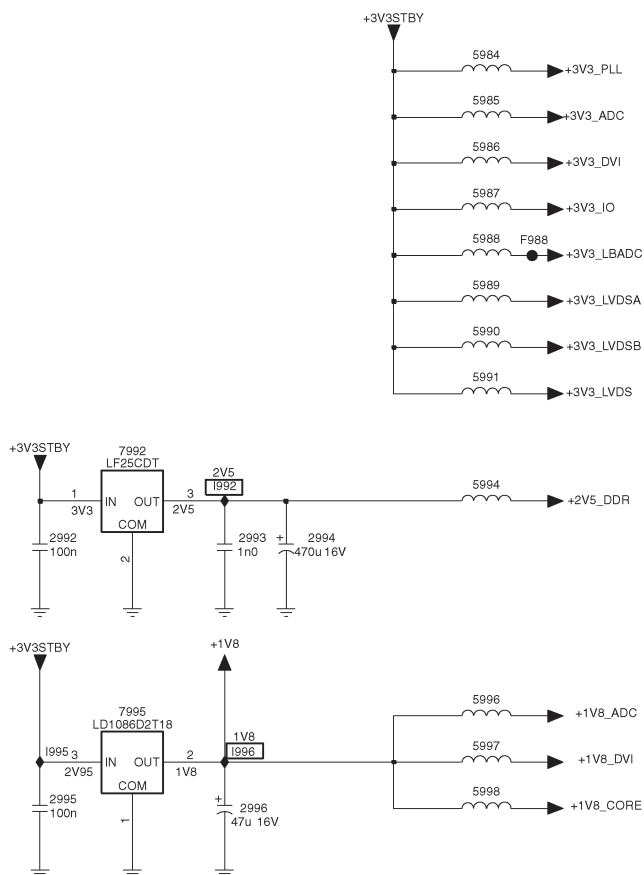 +3V3STBY
5984
+3V3_PLL
5985
+3V3_ADC
5986
+3V3_DVI
5987
+3V3_IO
5988
F988
+3V3_LBADC
5989
+3V3_LVDSA
5990
+3V3_LVDSB
5991
+3V3_LVDS
+3V3STBY
7992
LF25CDT
1
3V3
IN OUT
COM
3
2V5
2
2V5
I992
5994
+2V5_DDR
2992
100n
2993
1n0
+
2994
470u 16V
+3V3STBY
+1V8
7995
LD1086D2T18
I995
3
2V95
IN OUT
COM
2
1V8
1
1V8
I996
5996
+1V8_ADC
5997
+1V8_DVI
5998
+1V8_CORE
2995
100n
+
2996
47u 16V